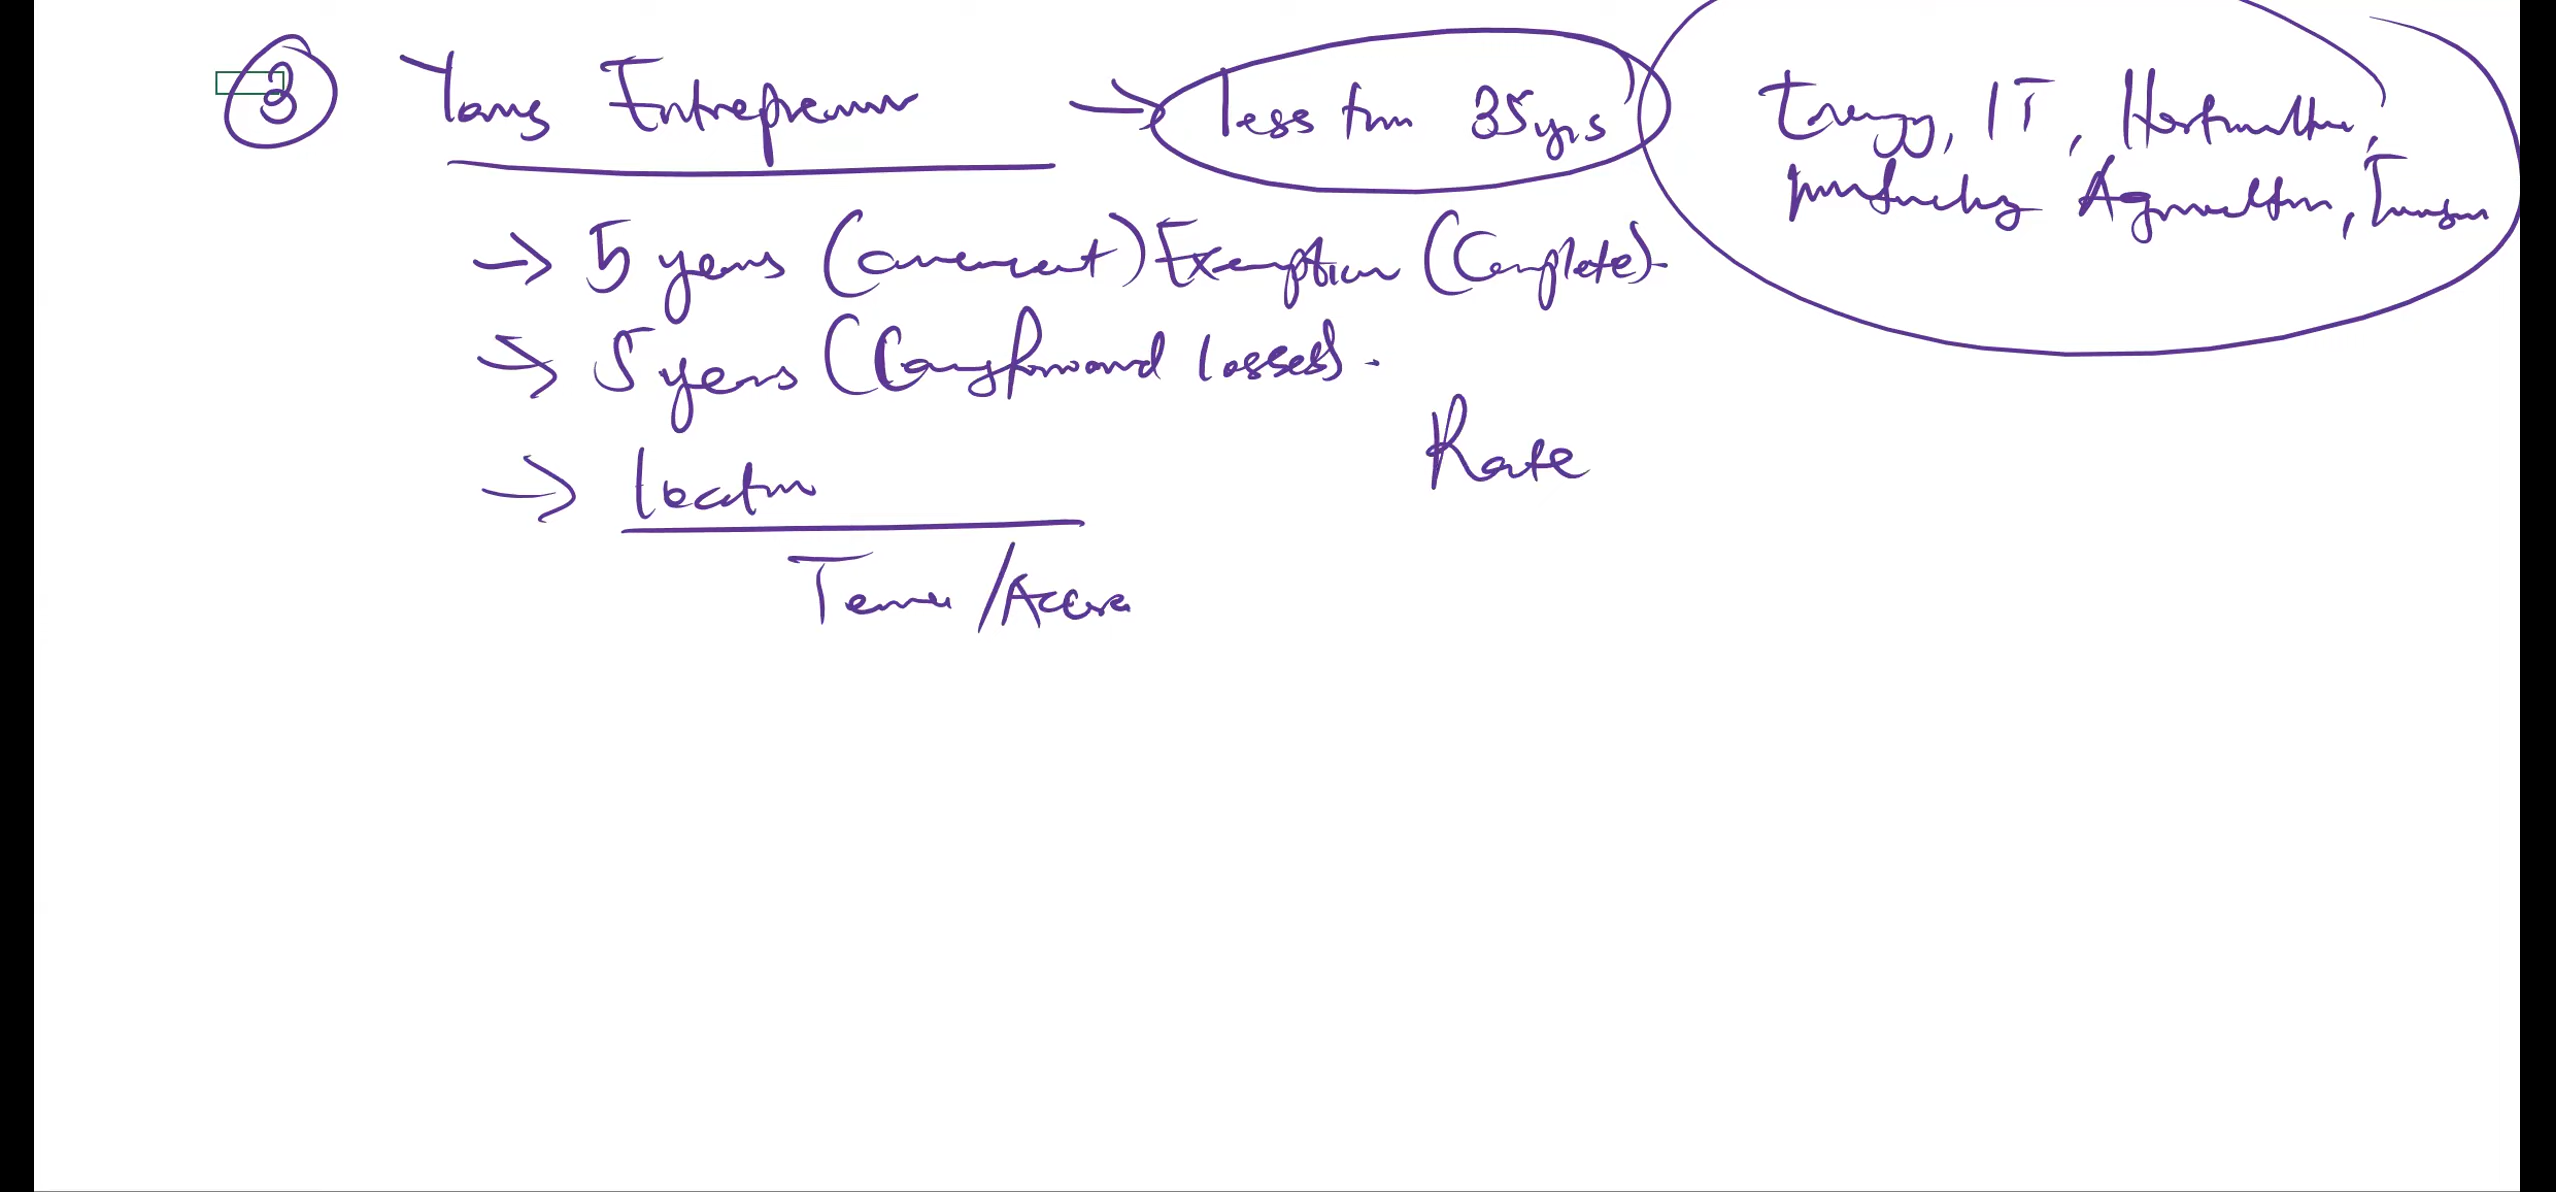 ③ Young Entrepreneur → less than 35yrs
Energy, IT, Horticulture,
Manufacturing Agriculture, Tourism
→ 5 years ( ) Exemption (Complete).
→ 5 years (Carryforward losses).
Rate
→ location
Tema/Accra